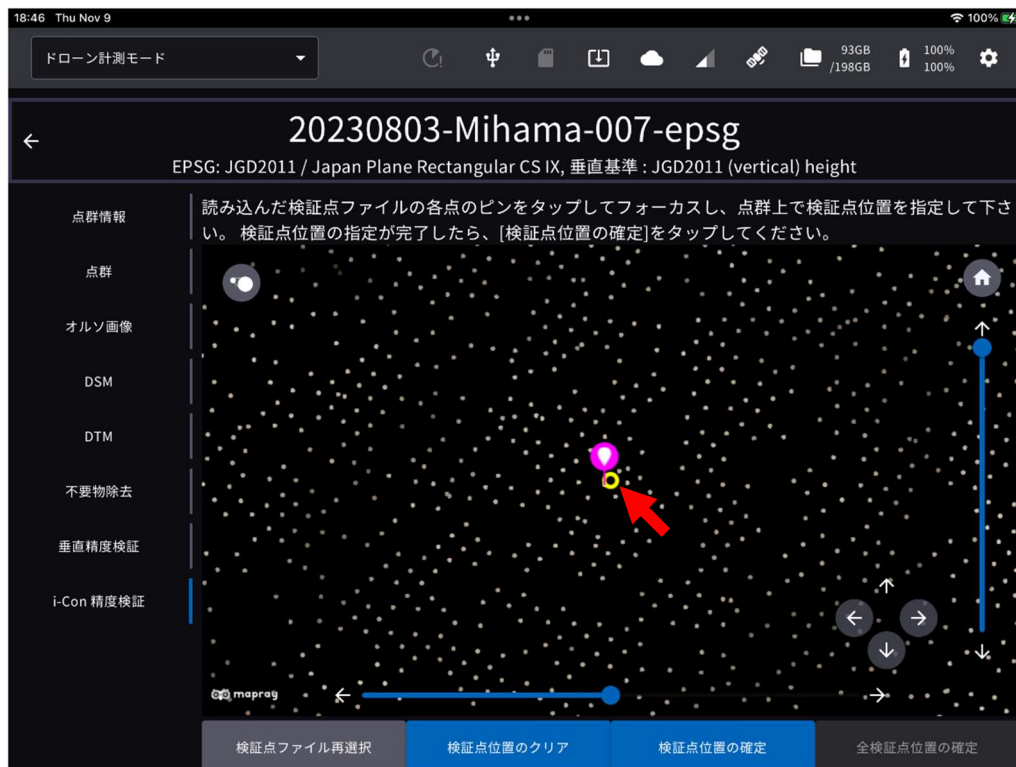 18:46 Thu Nov 9
100%
ドローン計測モード
93GB
/198GB
100%
100%
20230803-Mihama-007-epsg
EPSG: JGD2011 / Japan Plane Rectangular CS IX, 垂直基準 : JGD2011 (vertical) height
点群情報
点群
オルソ画像
DSM
DTM
不要物除去
垂直精度検証
i-Con 精度検証
読み込んだ検証点ファイルの各点のピンをタップしてフォーカスし、点群上で検証点位置を指定して下さ
い。 検証点位置の指定が完了したら、[検証点位置の確定]をタップしてください。
mapray
検証点ファイル再選択
検証点位置のクリア
検証点位置の確定
全検証点位置の確定